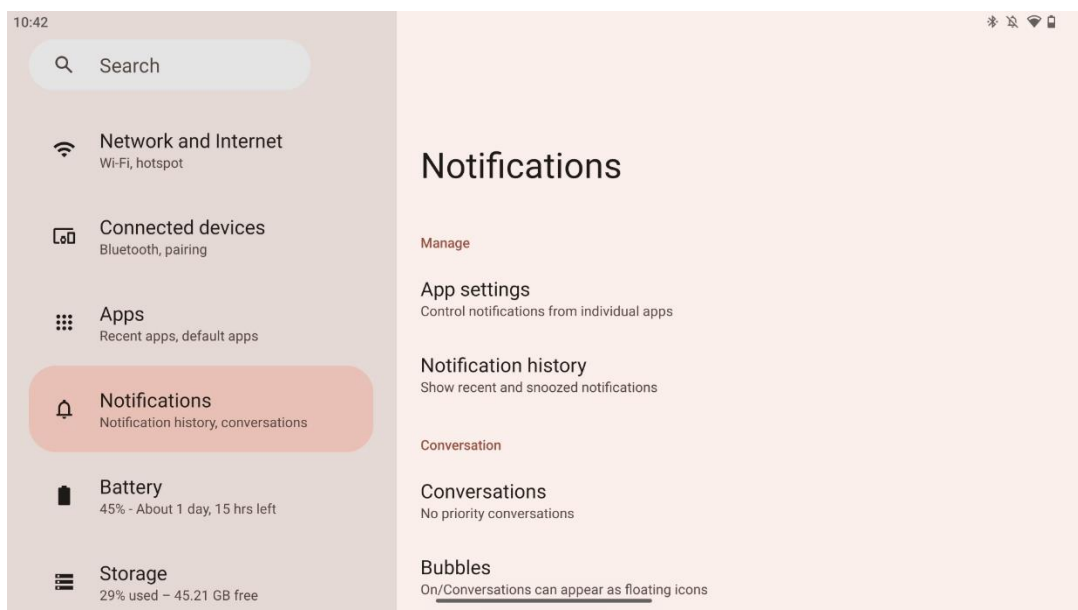 10:42
Search
Network and Internet
Wi-Fi, hotspot
Connected devices
Bluetooth, pairing
Apps
Recent apps, default apps
Notifications
Notification history, conversations
Battery
45% - About 1 day, 15 hrs left
Storage
29% used – 45.21 GB free
Notifications
Manage
App settings
Control notifications from individual apps
Notification history
Show recent and snoozed notifications
Conversation
Conversations
No priority conversations
Bubbles
On/Conversations can appear as floating icons